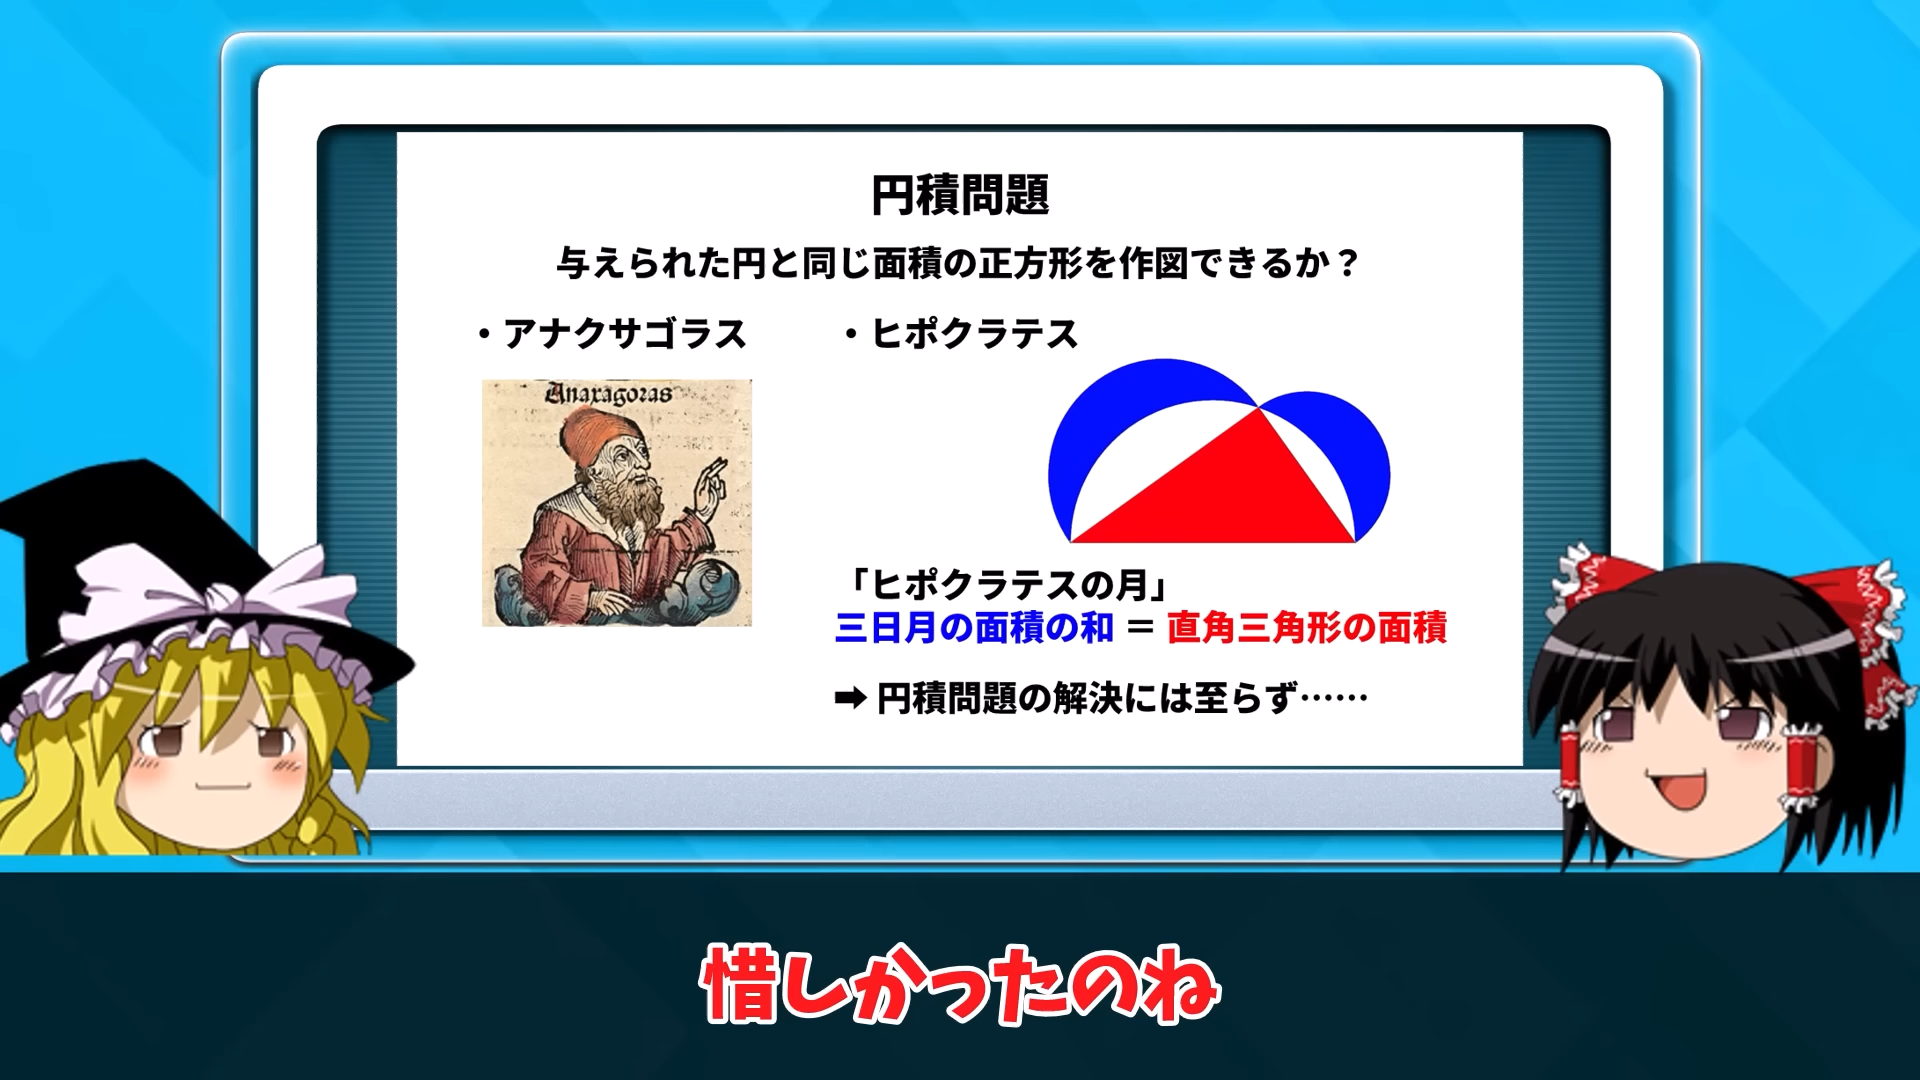 円積問題
与えられた円と同じ面積の正方形を作図できるか？
・アナクサゴラス
・ヒポクラテス
Anaxagoras
「ヒポクラテスの月」
三日月の面積の和 = 直角三角形の面積
➡ 円積問題の解決には至らず……
惜しかったのね